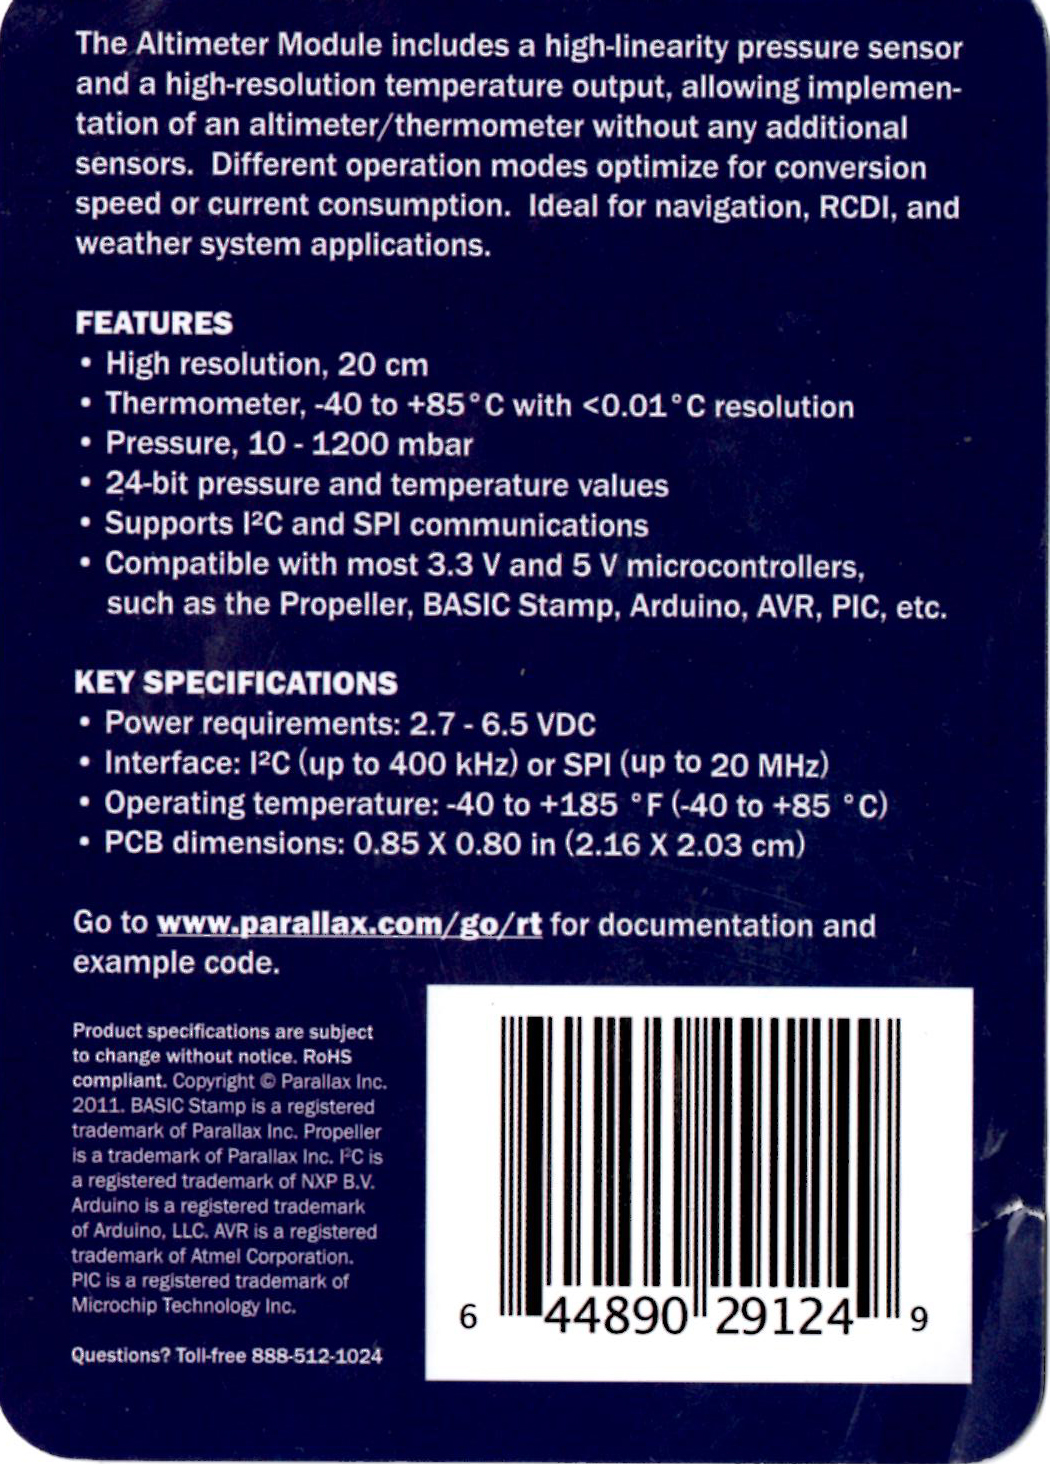 The Altimeter Module includes a high-linearity pressure sensor
and a high-resolution temperature output, allowing implemen-
tation of an altimeter/thermometer without any additional
sensors. Different operation modes optimize for conversion
speed or current consumption. Ideal for navigation, RCDI, and
weather system applications.
FEATURES
• High resolution, 20 cm
• Thermometer, -40 to +85°C with <0.01°C resolution
• Pressure, 10 - 1200 mbar
• 24-bit pressure and temperature values
• Supports I²C and SPI communications
• Compatible with most 3.3 V and 5 V microcontrollers,
such as the Propeller, BASIC Stamp, Arduino, AVR, PIC, etc.
KEY SPECIFICATIONS
• Power requirements: 2.7 - 6.5 VDC
• Interface: I²C (up to 400 kHz) or SPI (up to 20 MHz)
• Operating temperature: -40 to +185 °F (-40 to +85 °C)
• PCB dimensions: 0.85 X 0.80 in (2.16 X 2.03 cm)
Go to www.parallax.com/go/rt for documentation and
example code.
Product specifications are subject
to change without notice. RoHS
compliant. Copyright © Parallax Inc.
2011. BASIC Stamp is a registered
trademark of Parallax Inc. Propeller
is a trademark of Parallax Inc. I²C is
a registered trademark of NXP B.V.
Arduino is a registered trademark
of Arduino, LLC. AVR is a registered
trademark of Atmel Corporation.
PIC is a registered trademark of
Microchip Technology Inc.
Questions? Toll-free 888-512-1024
6 44890 29124 9